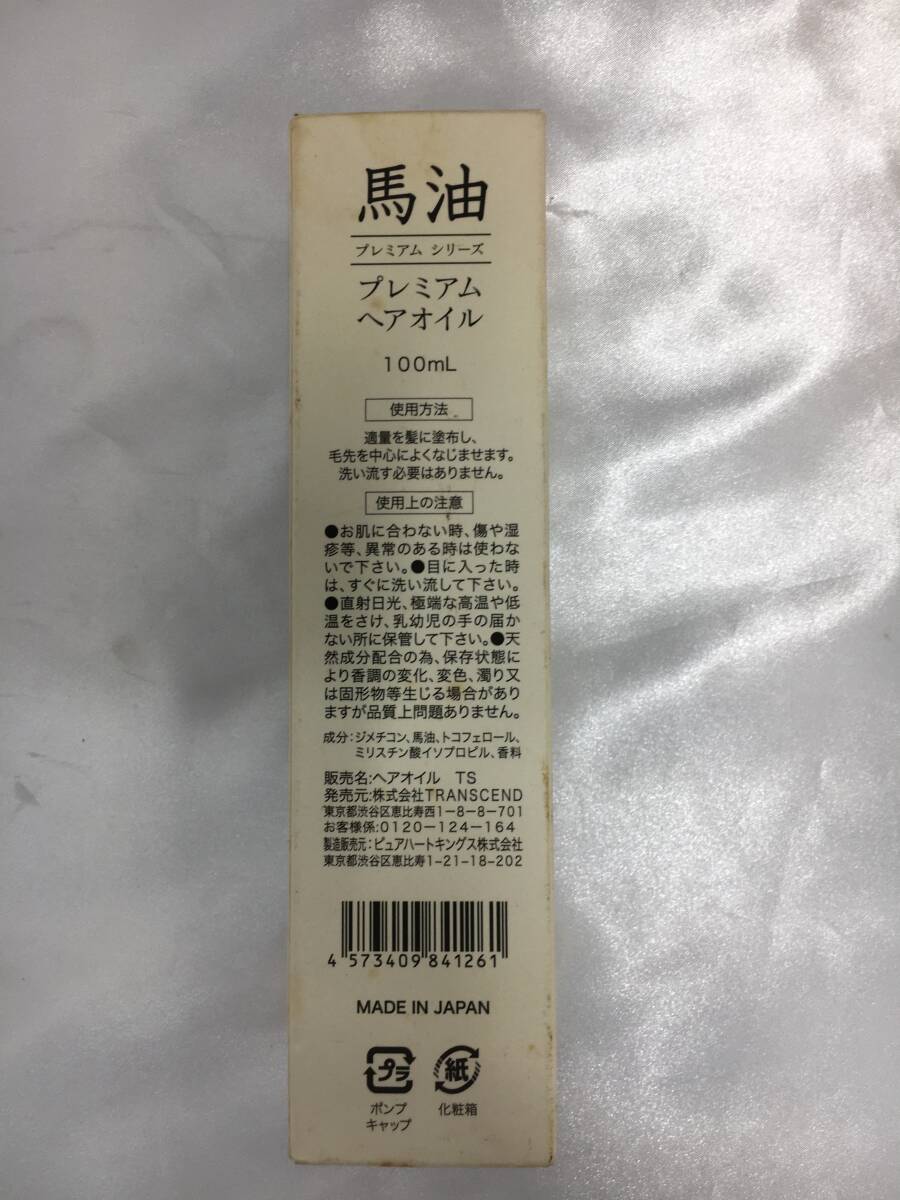 馬油
プレミアム シリーズ
プレミアム
ヘアオイル
100mL
使用方法
適量を髪に塗布し、
毛先を中心によくなじませます。
洗い流す必要はありません。
使用上の注意
●お肌に合わない時、傷や湿
疹等、異常のある時は使わな
いで下さい。●目に入った時
は、すぐに洗い流して下さい。
●直射日光、極端な高温や低
温をさけ、乳幼児の手の届か
ない所に保管して下さい。●天
然成分配合の為、保存状態に
より香調の変化、変色、濁り又
は固形物等生じる場合があり
ますが品質上問題ありません。
成分:ジメチコン、馬油、トコフェロール、
ミリスチン酸イソプロピル、香料
販売名:ヘアオイル TS
発売元:株式会社TRANSCEND
東京都渋谷区恵比寿西1-8-8-701
お客様係:0120-124-164
製造販売元:ピュアハートキングス株式会社
東京都渋谷区恵比寿1-21-18-202
4 573409 841261
MADE IN JAPAN
プラ 紙
ポンプ 化粧箱
キャップ